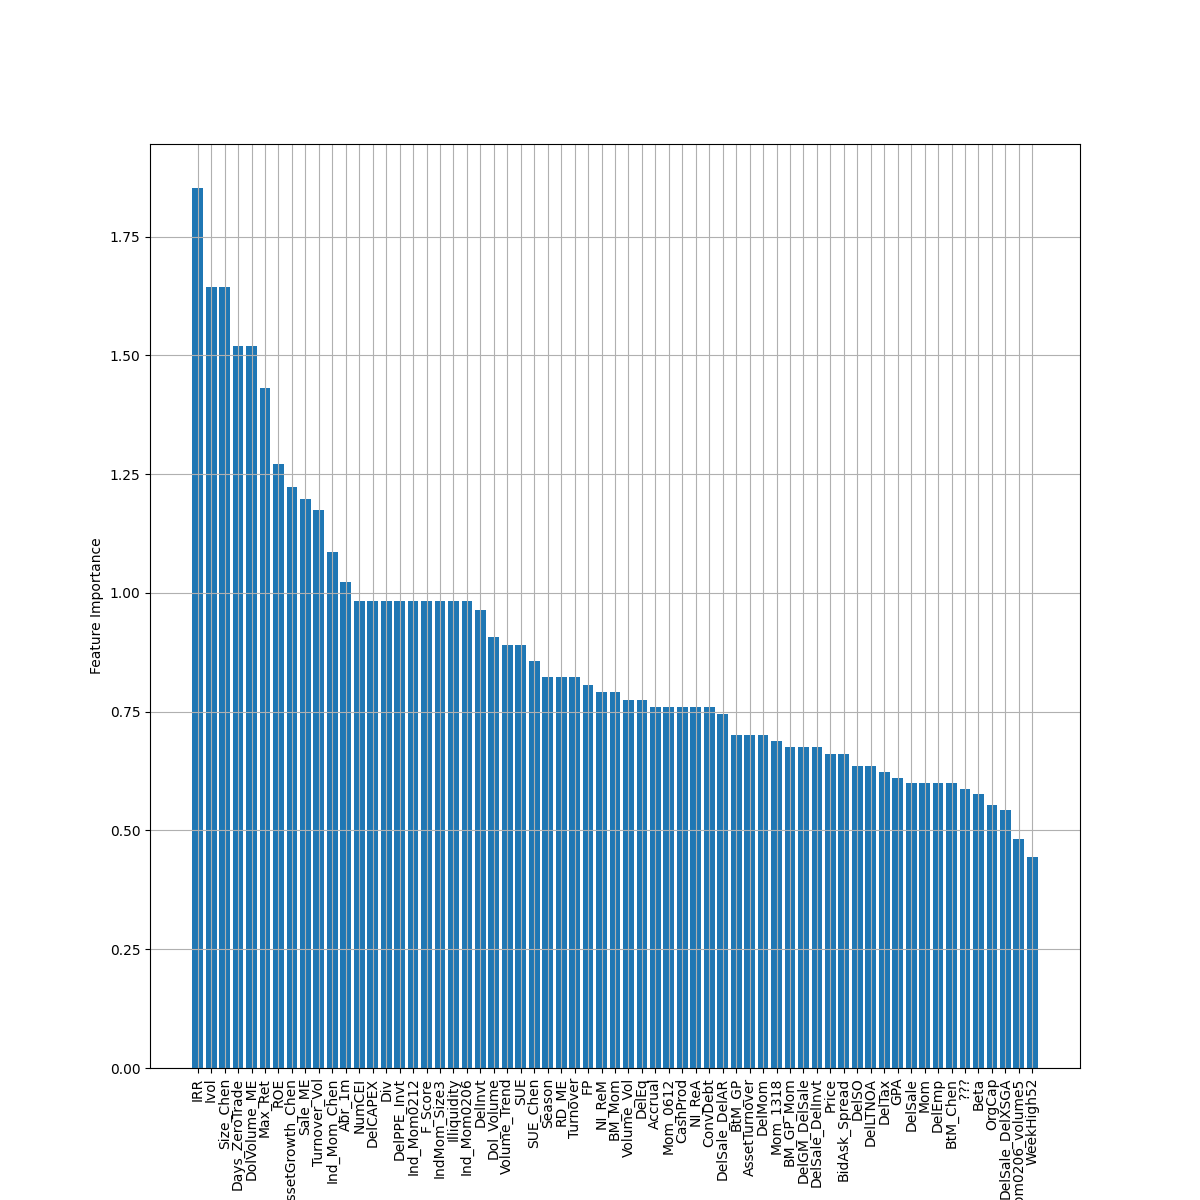 Feature Importance
1.75
1.50
1.25
1.00
0.75
0.50
0.25
0.00
IRR
Ivol
Size_Chen
Days_ZeroTrade
DolVolume_ME
Max_Ret
ROE
ssetGrowth_Chen
Sale_ME
Turnover_Vol
Ind_Mom_Chen
Abr_1m
NumCEI
DelCAPEX
Div
DelPPE_Invt
Ind_Mom0212
F_Score
IndMom_Size3
Illiquidity
Ind_Mom0206
DelInvt
Dol_Volume
Volume_Trend
SUE
SUE_Chen
Season
RD_ME
Turnover
FP
NI_ReM
BM_Mom
Volume_Vol
DelEq
Accrual
Mom_0612
CashProd
NI_ReA
ConvDebt
DelSale_DelAR
BtM_GP
AssetTurnover
DelMom
Mom_1318
BM_GP_Mom
DelGM_DelSale
DelSale_DelInvt
Price
BidAsk_Spread
DelSO
DelLTNOA
DelTax
GPA
DelSale
Mom
DelEmp
BtM_Chen
???
Beta
OrgCap
DelSale_DelXSGA
om0206_Volume5
WeekHigh52